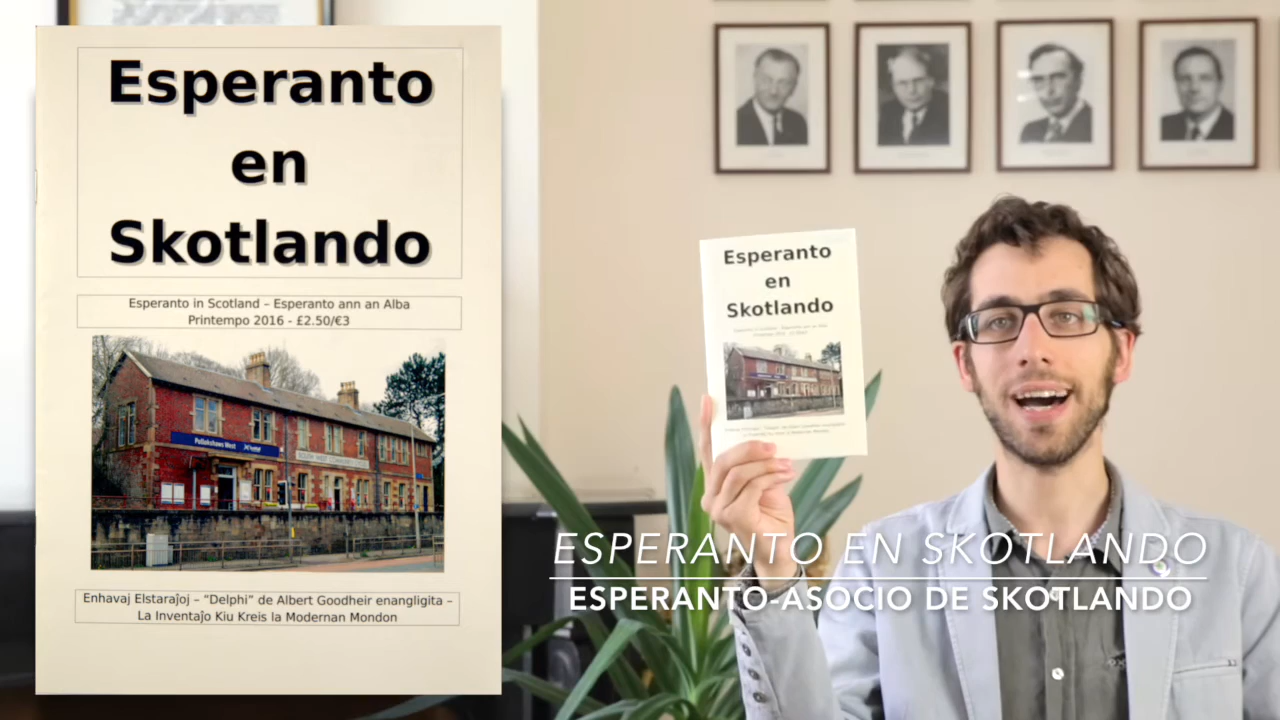 Esperanto
en
Skotlando
Esperanto in Scotland – Esperanto ann an Alba
Printempo 2016 - £2.50/€3
Pollokshaws West
Enhavaj Elstaraĵoj – “Delphi” de Albert Goodheir enangligita –
La Inventaĵo Kiu Kreis la Modernan Mondon
Esperanto
en
Skotlando
ESPERANTO EN SKOTLANDO
ESPERANTO-ASOCIO DE SKOTLANDO